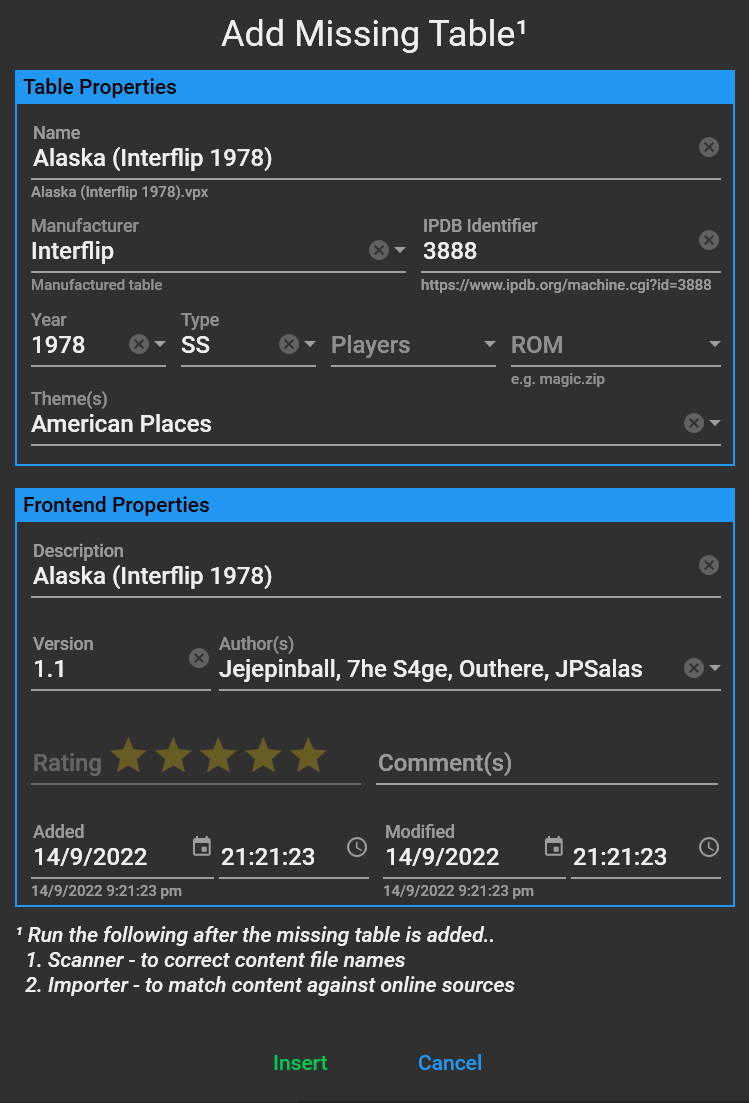 Add Missing Table¹
Table Properties
Name
Alaska (Interflip 1978)
Alaska (Interflip 1978).vpx
Manufacturer
Interflip
Manufactured table
IPDB Identifier
3888
https://www.ipdb.org/machine.cgi?id=3888
Year
1978
Type
SS
Players
ROM
e.g. magic.zip
Theme(s)
American Places
Frontend Properties
Description
Alaska (Interflip 1978)
Version
1.1
Author(s)
Jejepinball, 7he S4ge, Outhere, JPSalas
Rating
Comment(s)
Added
14/9/2022
21:21:23
14/9/2022 9:21:23 pm
Modified
14/9/2022
21:21:23
14/9/2022 9:21:23 pm
¹ Run the following after the missing table is added..
1. Scanner - to correct content file names
2. Importer - to match content against online sources
Insert
Cancel